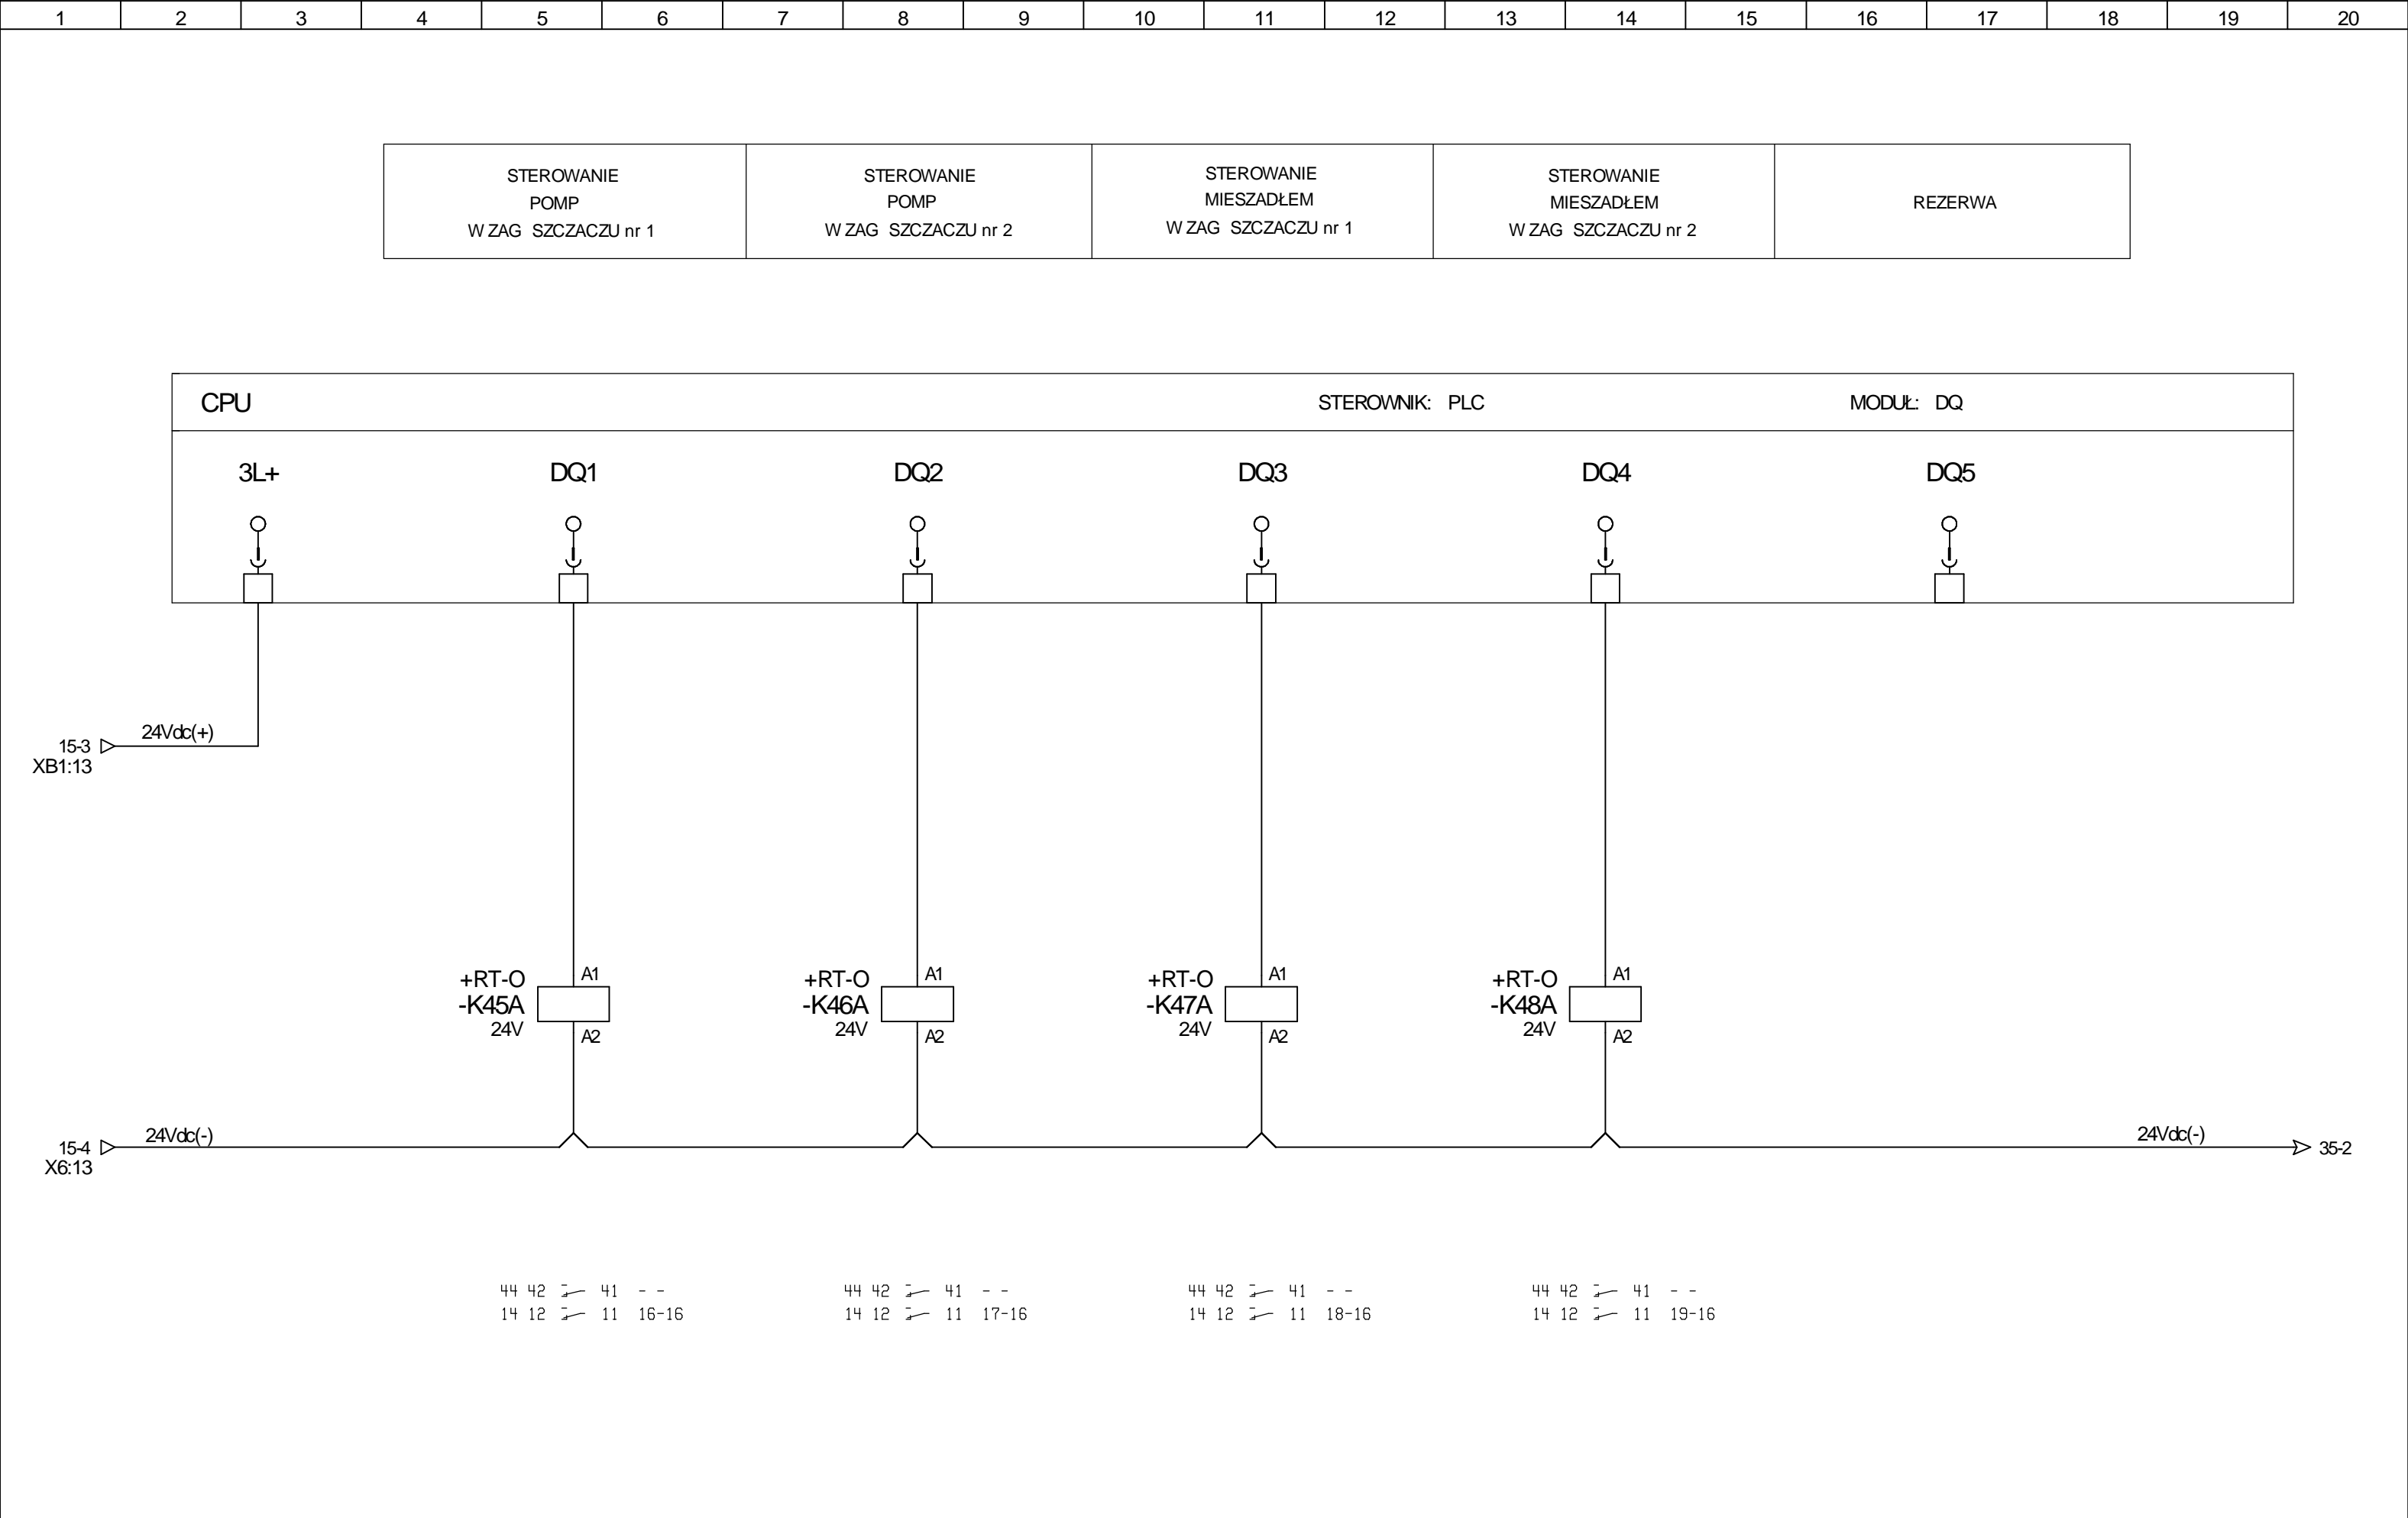 1 2 3 4 5 6 7 8 9 10 11 12 13 14 15 16 17 18 19 20
STEROWANIE
POMP
W ZAG SZCZACZU nr 1
STEROWANIE
POMP
W ZAG SZCZACZU nr 2
STEROWANIE
MIESZADŁEM
W ZAG SZCZACZU nr 1
STEROWANIE
MIESZADŁEM
W ZAG SZCZACZU nr 2
REZERWA
CPU STEROWNIK: PLC MODUŁ: DQ
3L+ DQ1 DQ2 DQ3 DQ4 DQ5
24Vdc(+)
15-3
XB1:13
+RT-O
-K45A
24V
A1
A2
+RT-O
-K46A
24V
A1
A2
+RT-O
-K47A
24V
A1
A2
+RT-O
-K48A
24V
A1
A2
24Vdc(-)
15-4
X6:13
24Vdc(-)
35-2
44 42 41 - -
14 12 11 16-16
44 42 41 - -
14 12 11 17-16
44 42 41 - -
14 12 11 18-16
44 42 41 - -
14 12 11 19-16